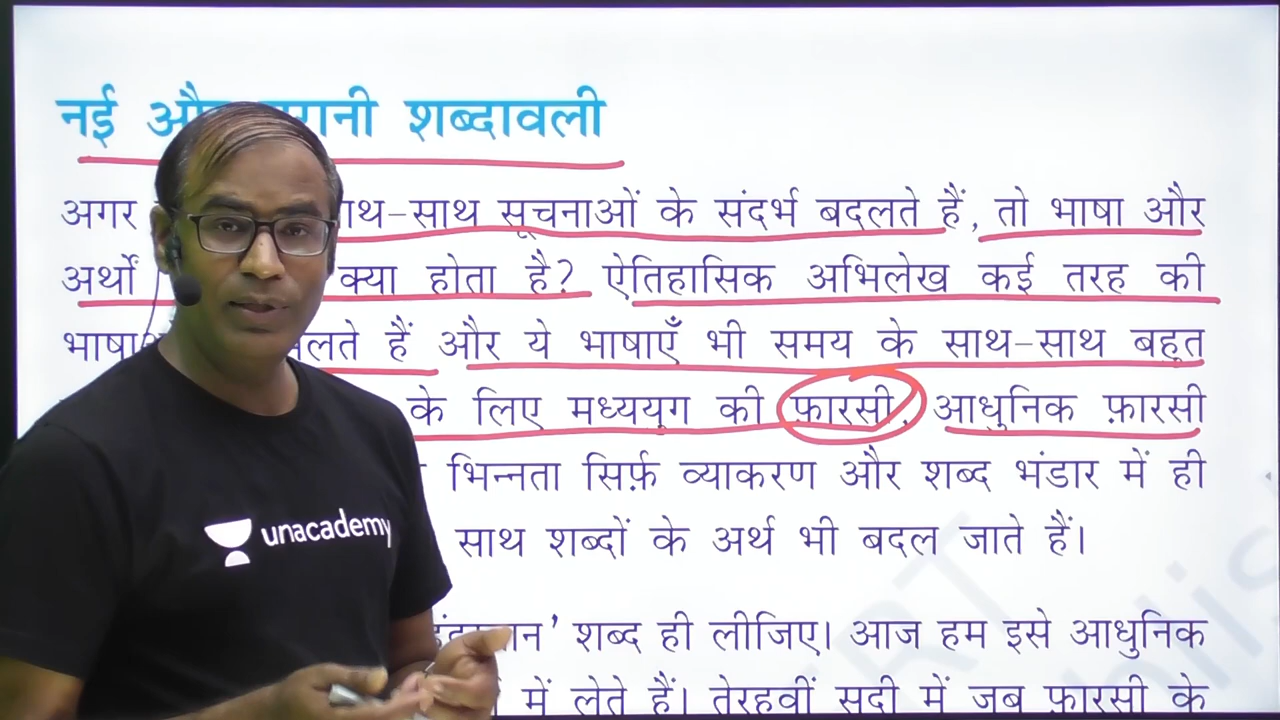 नई पुरानी शब्दावली
अगर साथ-साथ सूचनाओं के संदर्भ बदलते हैं, तो भाषा और
अर्थों क्या होता है? ऐतिहासिक अभिलेख कई तरह की
हैं और ये भाषाएँ भी समय के साथ-साथ बहुत
के लिए मध्ययुग की फ़ारसी, आधुनिक फ़ारसी
भिन्नता सिर्फ़ व्याकरण और शब्द भंडार में ही
साथ शब्दों के अर्थ भी बदल जाते हैं।
शब्द ही लीजिए। आज हम इसे आधुनिक
में लेते हैं। तेरहवीं सदी में जब फ़ारसी के
unacademy